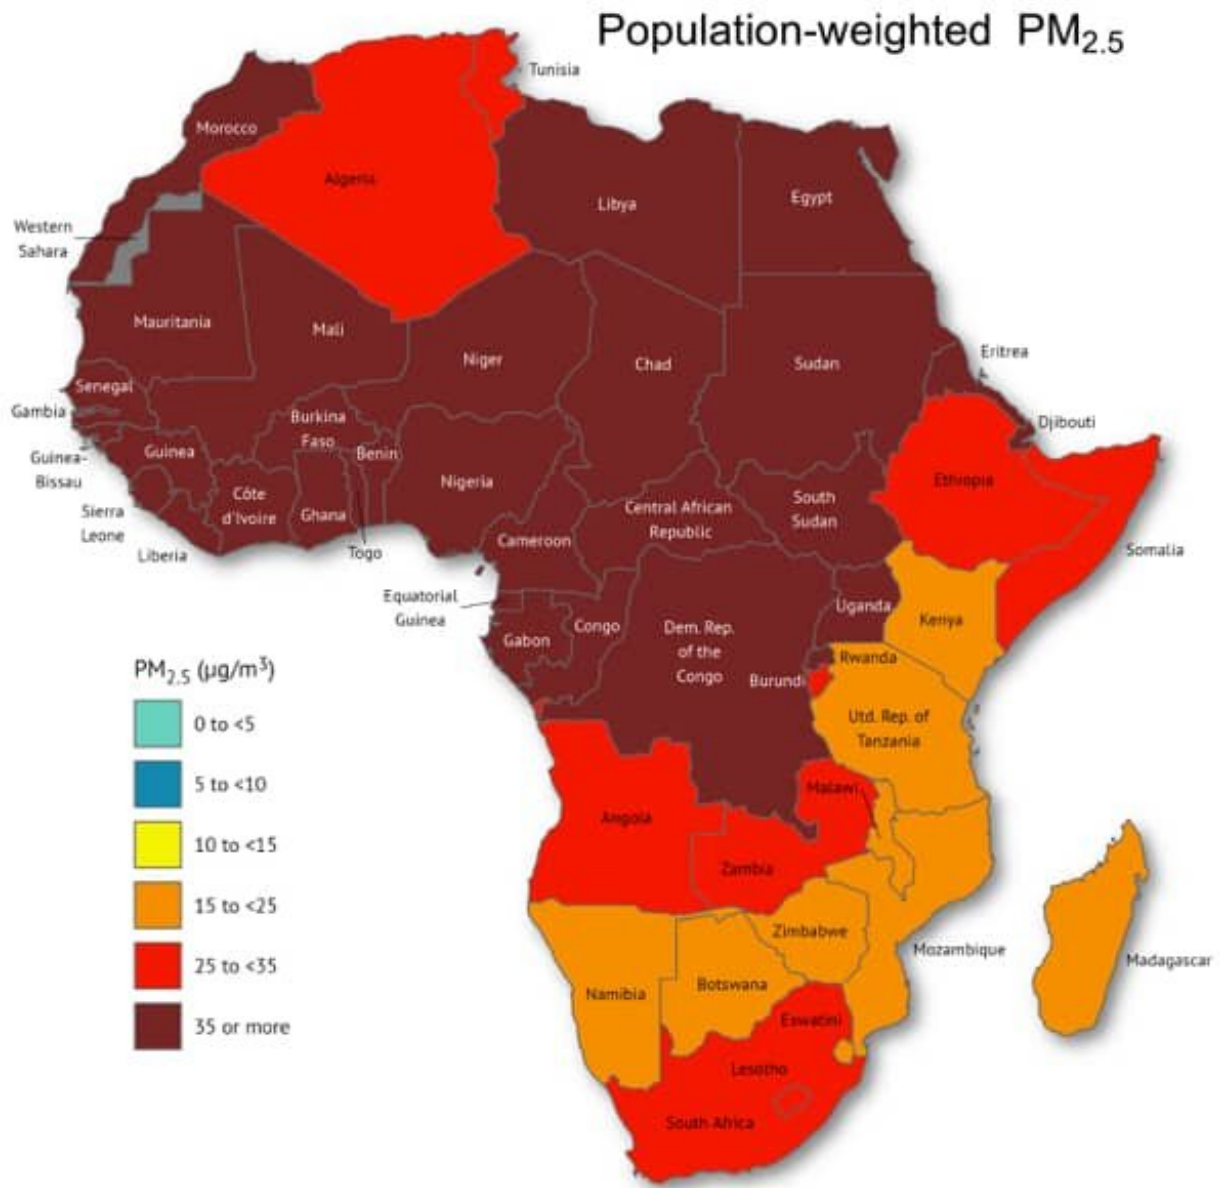 Population-weighted PM2.5
Tunisia
Morocco
Algeria
Libya
Egypt
Western
Sahara
Mauritania
Mali
Niger
Chad
Sudan
Eritrea
Senegal
Gambia
Burkina
Faso
Djibouti
Guinea
Benin
Guinea-
Bissau
Nigeria
Ethiopia
Côte
d'Ivoire
Ghana
Central African
Republic
South
Sudan
Sierra
Leone
Liberia
Togo
Cameroon
Somalia
Equatorial
Guinea
Uganda
Kenya
Gabon
Congo
Dem. Rep.
of the
Congo
Rwanda
Burundi
PM2.5 (µg/m³)
0 to <5
5 to <10
10 to <15
15 to <25
25 to <35
35 or more
Utd. Rep. of
Tanzania
Malawi
Angola
Zambia
Zimbabwe
Mozambique
Madagascar
Namibia
Botswana
Eswatini
Lesotho
South Africa